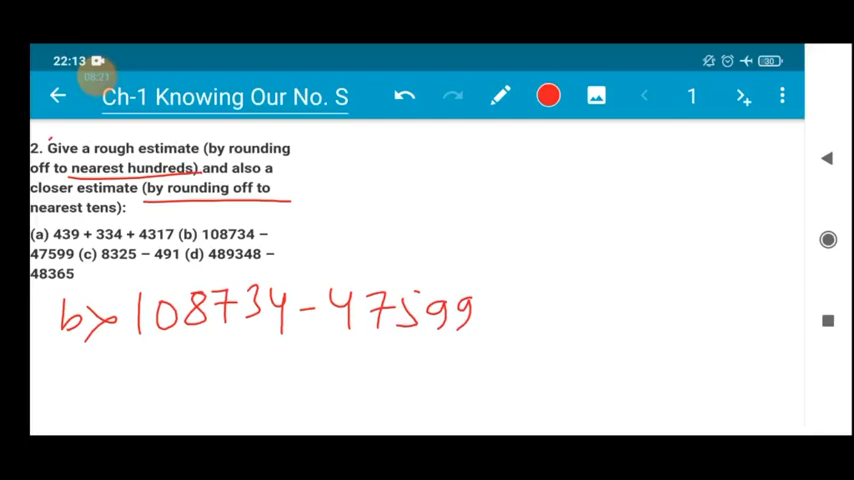 22:13
30
08:21
Ch-1 Knowing Our No. S
1
2. Give a rough estimate (by rounding
off to nearest hundreds) and also a
closer estimate (by rounding off to
nearest tens):
(a) 439 + 334 + 4317 (b) 108734 –
47599 (c) 8325 – 491 (d) 489348 –
48365
b> 108734-47599